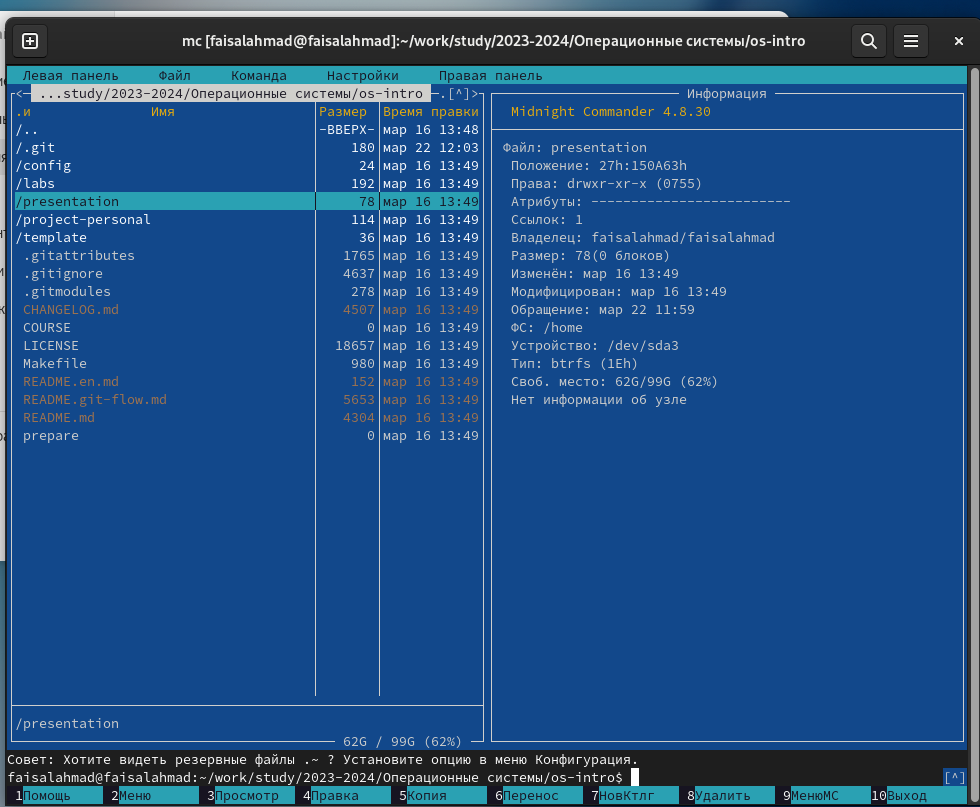 mc [faisalahmad@faisalahmad]:~/work/study/2023-2024/Операционные системы/os-intro
Левая панель Файл Команда Настройки Правая панель
<─ ...study/2023-2024/Операционные системы/os-intro ─.[^]>
.и Имя Размер Время правки
/.. -ВВЕРХ- мар 16 13:48
/.git 180 мар 22 12:03
/config 24 мар 16 13:49
/labs 192 мар 16 13:49
/presentation 78 мар 16 13:49
/project-personal 114 мар 16 13:49
/template 36 мар 16 13:49
.gitattributes 1765 мар 16 13:49
.gitignore 4637 мар 16 13:49
.gitmodules 278 мар 16 13:49
CHANGELOG.md 4507 мар 16 13:49
COURSE 0 мар 16 13:49
LICENSE 18657 мар 16 13:49
Makefile 980 мар 16 13:49
README.en.md 152 мар 16 13:49
README.git-flow.md 5653 мар 16 13:49
README.md 4304 мар 16 13:49
prepare 0 мар 16 13:49
/presentation
62G / 99G (62%)
Информация
Midnight Commander 4.8.30
Файл: presentation
Положение: 27h:150A63h
Права: drwxr-xr-x (0755)
Атрибуты: -------------------------
Ссылок: 1
Владелец: faisalahmad/faisalahmad
Размер: 78(0 блоков)
Изменён: мар 16 13:49
Модифицирован: мар 16 13:49
Обращение: мар 22 11:59
ФС: /home
Устройство: /dev/sda3
Тип: btrfs (1Eh)
Своб. место: 62G/99G (62%)
Нет информации об узле
Совет: Хотите видеть резервные файлы .~ ? Установите опцию в меню Конфигурация.
faisalahmad@faisalahmad:~/work/study/2023-2024/Операционные системы/os-intro$ [^]
1Помощь 2Меню 3Просмотр 4Правка 5Копия 6Перенос 7НовКтлг 8Удалить 9МенюMC 10Выход